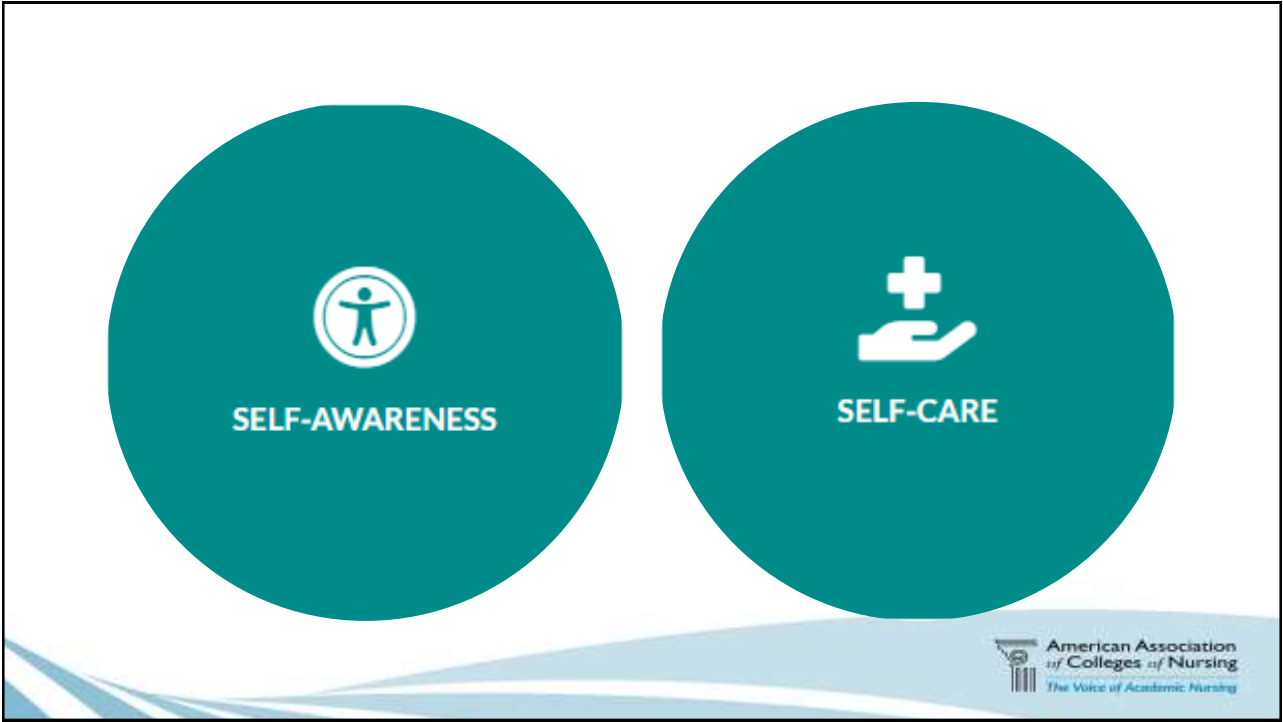 SELF-AWARENESS
SELF-CARE
American Association
of Colleges of Nursing
The Voice of Academic Nursing